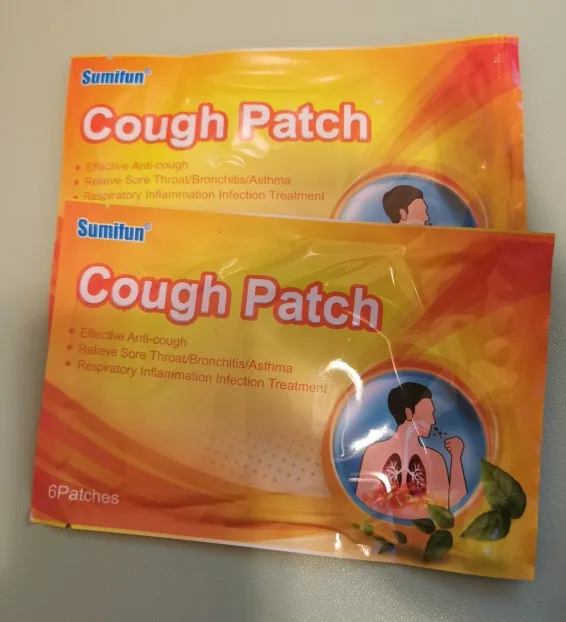 Sumifun®
Cough Patch
• Effective Anti-cough
• Relieve Sore Throat/Bronchitis/Asthma
• Respiratory Inflammation Infection Treatment
Sumifun®
Cough Patch
• Effective Anti-cough
• Relieve Sore Throat/Bronchitis/Asthma
• Respiratory Inflammation Infection Treatment
6Patches